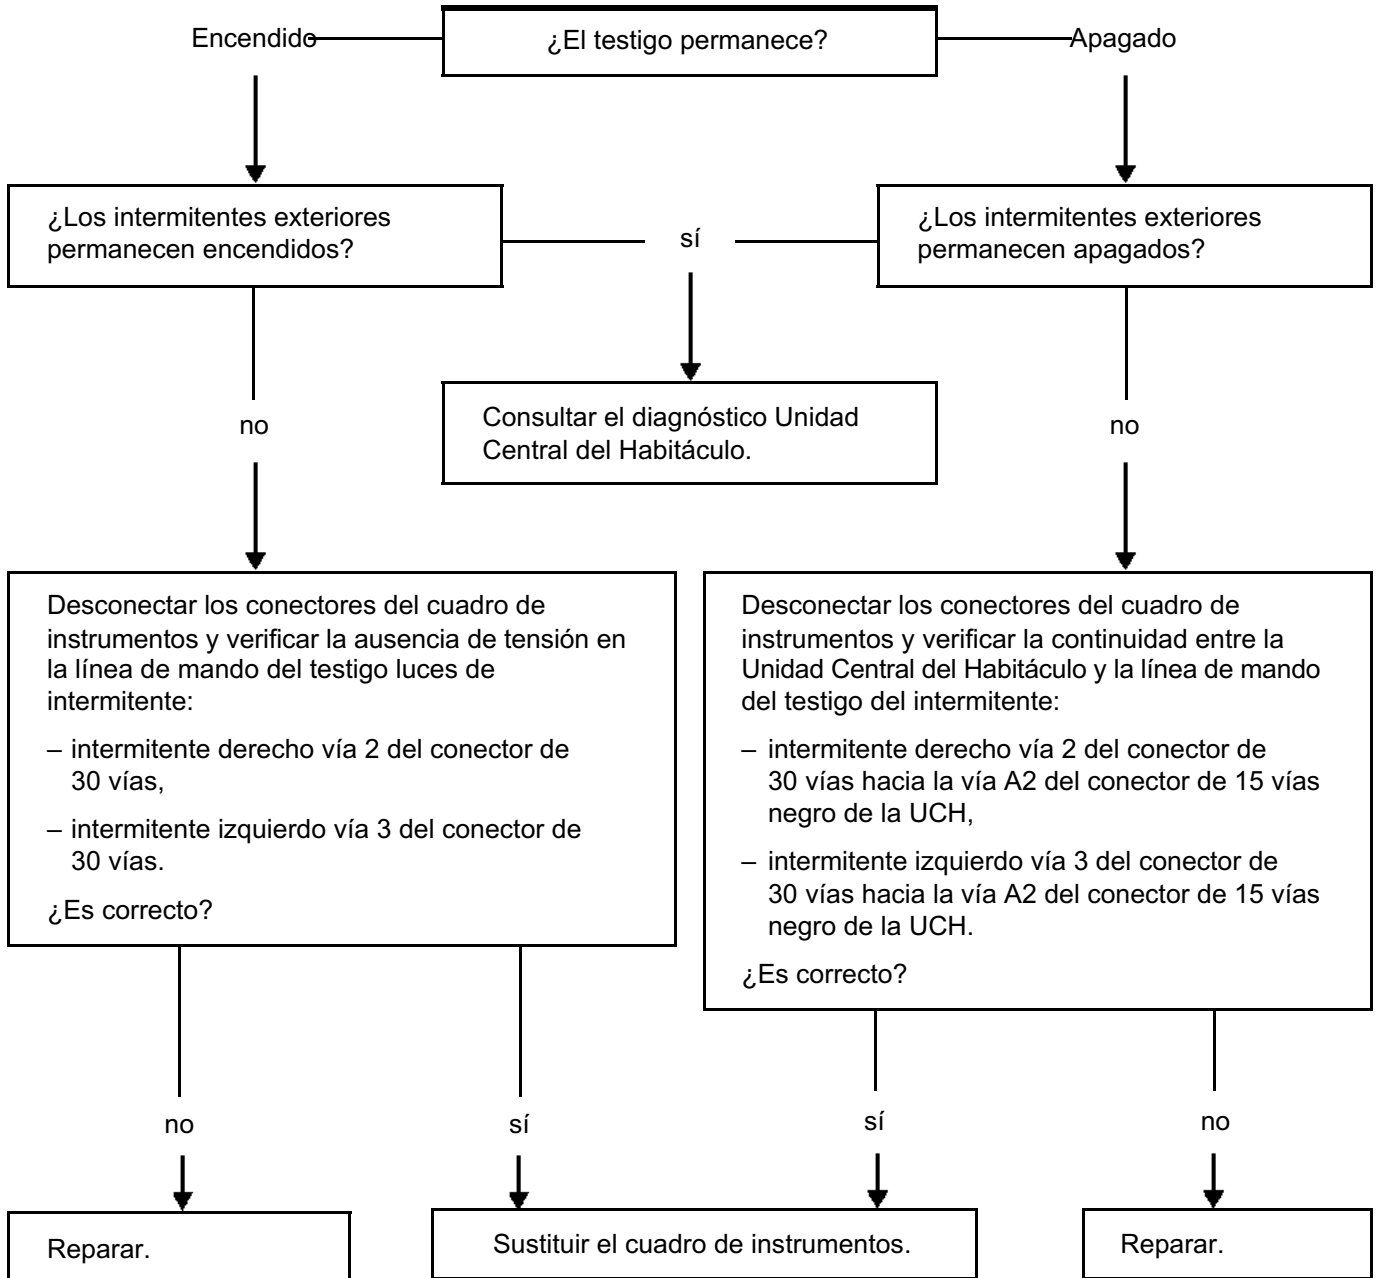 Encendido
¿El testigo permanece?
Apagado
¿Los intermitentes exteriores
permanecen encendidos?
sí
¿Los intermitentes exteriores
permanecen apagados?
no
Consultar el diagnóstico Unidad
Central del Habitáculo.
no
Desconectar los conectores del cuadro de
instrumentos y verificar la ausencia de tensión en
la línea de mando del testigo luces de
intermitente:
– intermitente derecho vía 2 del conector de
30 vías,
– intermitente izquierdo vía 3 del conector de
30 vías.
¿Es correcto?
Desconectar los conectores del cuadro de
instrumentos y verificar la continuidad entre la
Unidad Central del Habitáculo y la línea de mando
del testigo del intermitente:
– intermitente derecho vía 2 del conector de
30 vías hacia la vía A2 del conector de 15 vías
negro de la UCH,
– intermitente izquierdo vía 3 del conector de
30 vías hacia la vía A2 del conector de 15 vías
negro de la UCH.
¿Es correcto?
no
sí
sí
no
Reparar.
Sustituir el cuadro de instrumentos.
Reparar.